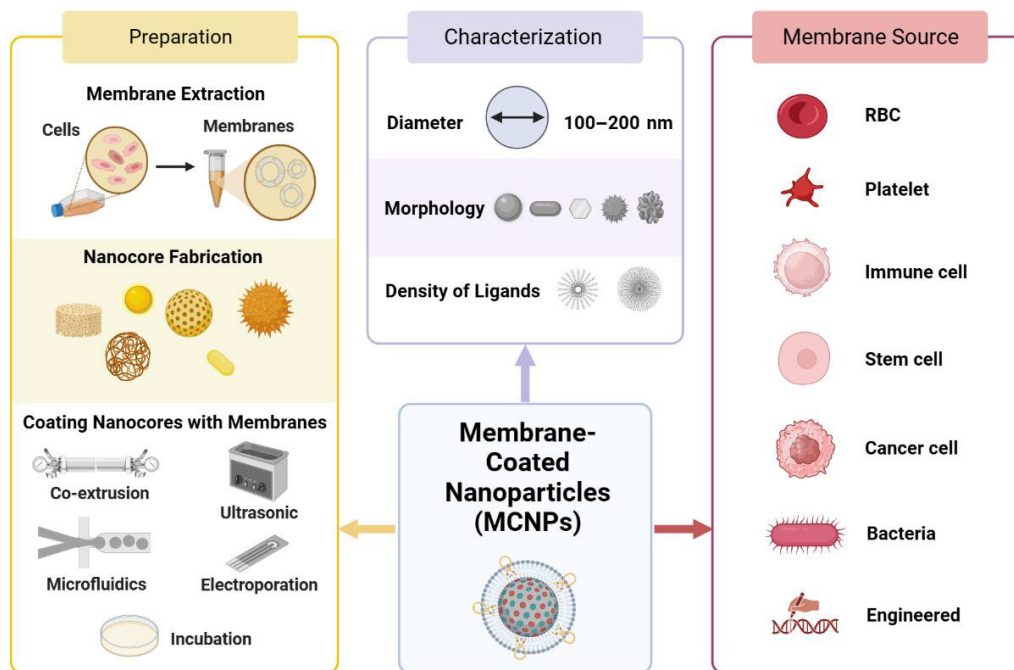 Preparation
Membrane Extraction
Cells
Membranes
Nanocore Fabrication
Coating Nanocores with Membranes
Co-extrusion
Ultrasonic
Microfluidics
Electroporation
Incubation
Characterization
Diameter
100–200 nm
Morphology
Density of Ligands
Membrane-
Coated
Nanoparticles
(MCNPs)
Membrane Source
RBC
Platelet
Immune cell
Stem cell
Cancer cell
Bacteria
Engineered